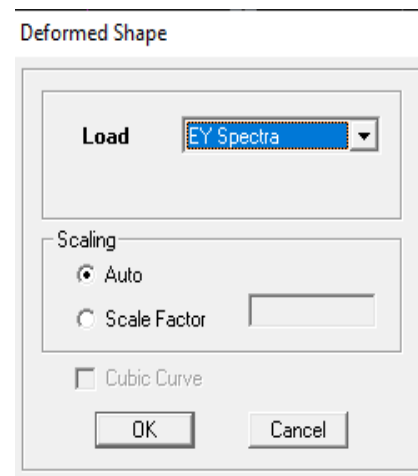 Deformed Shape
Load EY Spectra
Scaling
Auto
Scale Factor
Cubic Curve
OK Cancel